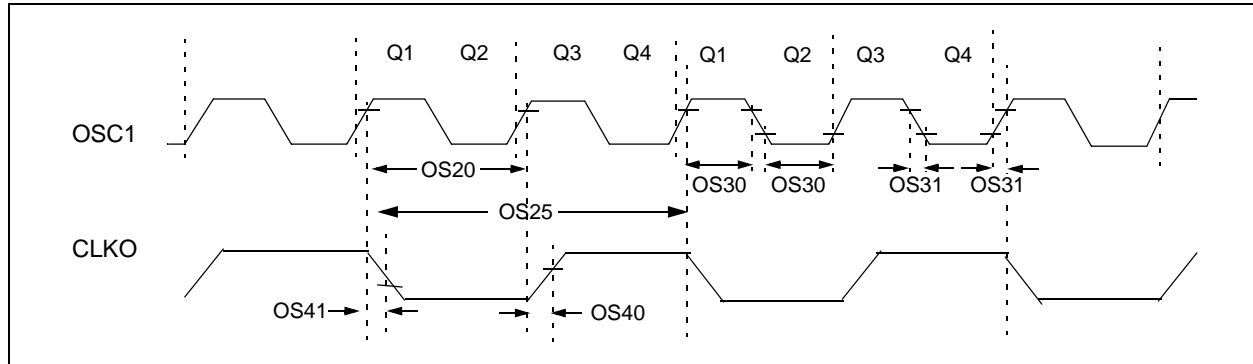 Q1 Q2 Q3 Q4 Q1 Q2 Q3 Q4
OSC1
OS20
OS30 OS30 OS31 OS31
OS25
CLKO
OS41 OS40